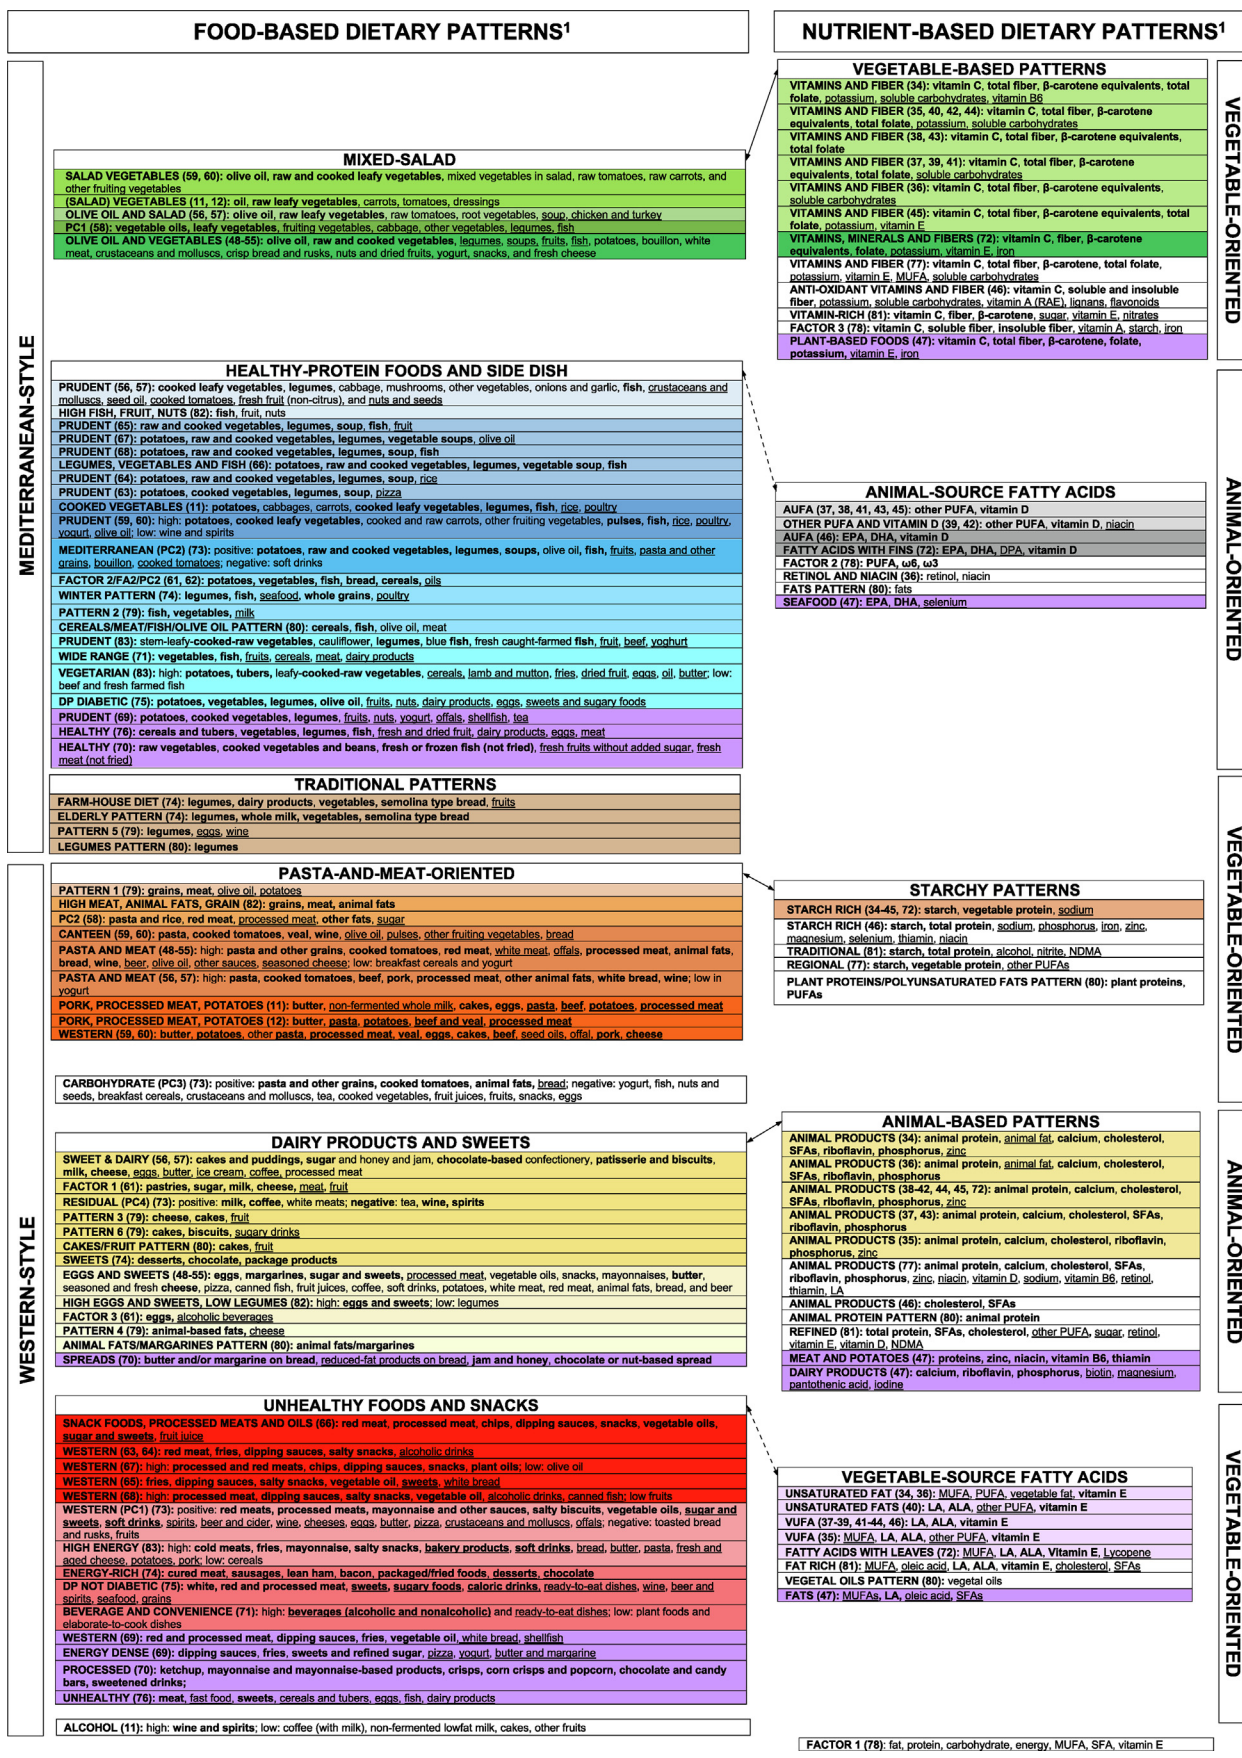 FOOD-BASED DIETARY PATTERNS¹
MEDITERRANEAN-STYLE
MIXED-SALAD
SALAD VEGETABLES (59, 60): olive oil, raw and cooked leafy vegetables, mixed vegetables in salad, raw tomatoes, raw carrots, and
other fruiting vegetables
(SALAD) VEGETABLES (11, 12): oil, raw leafy vegetables, carrots, tomatoes, dressings
OLIVE OIL AND SALAD (56, 57): olive oil, raw leafy vegetables, raw tomatoes, root vegetables, soup, chicken and turkey
PC1 (58): vegetable oils, leafy vegetables, fruiting vegetables, cabbage, other vegetables, legumes, fish
OLIVE OIL AND VEGETABLES (48-55): olive oil, raw and cooked vegetables, legumes, soups, fruits, fish, potatoes, bouillon, white
meat, crustaceans and molluscs, crisp bread and rusks, nuts and dried fruits, yogurt, snacks, and fresh cheese
HEALTHY-PROTEIN FOODS AND SIDE DISH
PRUDENT (56, 57): cooked leafy vegetables, legumes, cabbage, mushrooms, other vegetables, onions and garlic, fish, crustaceans and
molluscs, seed oil, cooked tomatoes, fresh fruit (non-citrus), and nuts and seeds
HIGH FISH, FRUIT, NUTS (82): fish, fruit, nuts
PRUDENT (65): raw and cooked vegetables, legumes, soup, fish, fruit
PRUDENT (67): potatoes, raw and cooked vegetables, legumes, vegetable soups, olive oil
PRUDENT (68): potatoes, raw and cooked vegetables, legumes, soup, fish
LEGUMES, VEGETABLES AND FISH (66): potatoes, raw and cooked vegetables, legumes, vegetable soup, fish
PRUDENT (64): potatoes, raw and cooked vegetables, legumes, soup, rice
PRUDENT (63): potatoes, cooked vegetables, legumes, soup, pizza
COOKED VEGETABLES (11): potatoes, cabbages, carrots, cooked leafy vegetables, legumes, fish, rice, poultry
PRUDENT (59, 60): high: potatoes, cooked leafy vegetables, cooked and raw carrots, other fruiting vegetables, pulses, fish, rice, poultry,
yogurt, olive oil; low: wine and spirits
MEDITERRANEAN (PC2) (73): positive: potatoes, raw and cooked vegetables, legumes, soups, olive oil, fish, fruits, pasta and other
grains, bouillon, cooked tomatoes; negative: soft drinks
FACTOR 2/FA2/PC2 (61, 62): potatoes, vegetables, fish, bread, cereals, oils
WINTER PATTERN (74): legumes, fish, seafood, whole grains, poultry
PATTERN 2 (79): fish, vegetables, milk
CEREALS/MEAT/FISH/OLIVE OIL PATTERN (80): cereals, fish, olive oil, meat
PRUDENT (83): stem-leafy-cooked-raw vegetables, cauliflower, legumes, blue fish, fresh caught-farmed fish, fruit, beef, yoghurt
WIDE RANGE (71): vegetables, fish, fruits, cereals, meat, dairy products
VEGETARIAN (83): high: potatoes, tubers, leafy-cooked-raw vegetables, cereals, lamb and mutton, fries, dried fruit, eggs, oil, butter; low:
beef and fresh farmed fish
DP DIABETIC (75): potatoes, vegetables, legumes, olive oil, fruits, nuts, dairy products, eggs, sweets and sugary foods
PRUDENT (69): potatoes, cooked vegetables, legumes, fruits, nuts, yogurt, offals, shellfish, tea
HEALTHY (76): cereals and tubers, vegetables, legumes, fish, fresh and dried fruit, dairy products, eggs, meat
HEALTHY (70): raw vegetables, cooked vegetables and beans, fresh or frozen fish (not fried), fresh fruits without added sugar, fresh
meat (not fried)
TRADITIONAL PATTERNS
FARM-HOUSE DIET (74): legumes, dairy products, vegetables, semolina type bread, fruits
ELDERLY PATTERN (74): legumes, whole milk, vegetables, semolina type bread
PATTERN 5 (79): legumes, eggs, wine
LEGUMES PATTERN (80): legumes
WESTERN-STYLE
PASTA-AND-MEAT-ORIENTED
PATTERN 1 (79): grains, meat, olive oil, potatoes
HIGH MEAT, ANIMAL FATS, GRAIN (82): grains, meat, animal fats
PC2 (58): pasta and rice, red meat, processed meat, other fats, sugar
CANTEEN (59, 60): pasta, cooked tomatoes, veal, wine, olive oil, pulses, other fruiting vegetables, bread
PASTA AND MEAT (48-55): high: pasta and other grains, cooked tomatoes, red meat, white meat, offals, processed meat, animal fats,
bread, wine, beer, olive oil, other sauces, seasoned cheese; low: breakfast cereals and yogurt
PASTA AND MEAT (56, 57): high: pasta, cooked tomatoes, beef, pork, processed meat, other animal fats, white bread, wine; low in
yogurt
PORK, PROCESSED MEAT, POTATOES (11): butter, non-fermented whole milk, cakes, eggs, pasta, beef, potatoes, processed meat
PORK, PROCESSED MEAT, POTATOES (12): butter, pasta, potatoes, beef and veal, processed meat
WESTERN (59, 60): butter, potatoes, other pasta, processed meat, veal, eggs, cakes, beef, seed oils, offal, pork, cheese
CARBOHYDRATE (PC3) (73): positive: pasta and other grains, cooked tomatoes, animal fats, bread; negative: yogurt, fish, nuts and
seeds, breakfast cereals, crustaceans and molluscs, tea, cooked vegetables, fruit juices, fruits, snacks, eggs
DAIRY PRODUCTS AND SWEETS
SWEET & DAIRY (56, 57): cakes and puddings, sugar and honey and jam, chocolate-based confectionery, patisserie and biscuits,
milk, cheese, eggs, butter, ice cream, coffee, processed meat
FACTOR 1 (61): pastries, sugar, milk, cheese, meat, fruit
RESIDUAL (PC4) (73): positive: milk, coffee, white meats; negative: tea, wine, spirits
PATTERN 3 (79): cheese, cakes, fruit
PATTERN 6 (79): cakes, biscuits, sugary drinks
CAKES/FRUIT PATTERN (80): cakes, fruit
SWEETS (74): desserts, chocolate, package products
EGGS AND SWEETS (48-55): eggs, margarines, sugar and sweets, processed meat, vegetable oils, snacks, mayonnaises, butter,
seasoned and fresh cheese, pizza, canned fish, fruit juices, coffee, soft drinks, potatoes, white meat, red meat, animal fats, bread, and beer
HIGH EGGS AND SWEETS, LOW LEGUMES (82): high: eggs and sweets; low: legumes
FACTOR 3 (61): eggs, alcoholic beverages
PATTERN 4 (79): animal-based fats, cheese
ANIMAL FATS/MARGARINES PATTERN (80): animal fats/margarines
SPREADS (70): butter and/or margarine on bread, reduced-fat products on bread, jam and honey, chocolate or nut-based spread
UNHEALTHY FOODS AND SNACKS
SNACK FOODS, PROCESSED MEATS AND OILS (66): red meat, processed meat, chips, dipping sauces, snacks, vegetable oils,
sugar and sweets, fruit juice
WESTERN (63, 64): red meat, fries, dipping sauces, salty snacks, alcoholic drinks
WESTERN (67): high: processed and red meats, chips, dipping sauces, snacks, plant oils; low: olive oil
WESTERN (65): fries, dipping sauces, salty snacks, vegetable oil, sweets, white bread
WESTERN (68): high: processed meat, dipping sauces, salty snacks, vegetable oil, alcoholic drinks, canned fish; low fruits
WESTERN (PC1) (73): positive: red meats, processed meats, mayonnaise and other sauces, salty biscuits, vegetable oils, sugar and
sweets, soft drinks, spirits, beer and cider, wine, cheeses, eggs, butter, pizza, crustaceans and molluscs, offals; negative: toasted bread
and rusks, fruits
HIGH ENERGY (83): high: cold meats, fries, mayonnaise, salty snacks, bakery products, soft drinks, bread, butter, pasta, fresh and
aged cheese, potatoes, pork; low: cereals
ENERGY-RICH (74): cured meat, sausages, lean ham, bacon, packaged/fried foods, desserts, chocolate
DP NOT DIABETIC (75): white, red and processed meat, sweets, sugary foods, caloric drinks, ready-to-eat dishes, wine, beer and
spirits, seafood, grains
BEVERAGE AND CONVENIENCE (71): high: beverages (alcoholic and nonalcoholic) and ready-to-eat dishes; low: plant foods and
elaborate-to-cook dishes
WESTERN (69): red and processed meat, dipping sauces, fries, vegetable oil, white bread, shellfish
ENERGY DENSE (69): dipping sauces, fries, sweets and refined sugar, pizza, yogurt, butter and margarine
PROCESSED (70): ketchup, mayonnaise and mayonnaise-based products, crisps, corn crisps and popcorn, chocolate and candy
bars, sweetened drinks;
UNHEALTHY (76): meat, fast food, sweets, cereals and tubers, eggs, fish, dairy products
ALCOHOL (11): high: wine and spirits; low: coffee (with milk), non-fermented lowfat milk, cakes, other fruits
NUTRIENT-BASED DIETARY PATTERNS¹
VEGETABLE-ORIENTED
VEGETABLE-BASED PATTERNS
VITAMINS AND FIBER (34): vitamin C, total fiber, β-carotene equivalents, total
folate, potassium, soluble carbohydrates, vitamin B6
VITAMINS AND FIBER (35, 40, 42, 44): vitamin C, total fiber, β-carotene
equivalents, total folate, potassium, soluble carbohydrates
VITAMINS AND FIBER (38, 43): vitamin C, total fiber, β-carotene equivalents,
total folate
VITAMINS AND FIBER (37, 39, 41): vitamin C, total fiber, β-carotene
equivalents, total folate, soluble carbohydrates
VITAMINS AND FIBER (36): vitamin C, total fiber, β-carotene equivalents,
soluble carbohydrates
VITAMINS AND FIBER (45): vitamin C, total fiber, β-carotene equivalents, total
folate, potassium, vitamin E
VITAMINS, MINERALS AND FIBERS (72): vitamin C, fiber, β-carotene
equivalents, folate, potassium, vitamin E, iron
VITAMINS AND FIBER (77): vitamin C, total fiber, β-carotene, total folate,
potassium, vitamin E, MUFA, soluble carbohydrates
ANTI-OXIDANT VITAMINS AND FIBER (46): vitamin C, soluble and insoluble
fiber, potassium, soluble carbohydrates, vitamin A (RAE), lignans, flavonoids
VITAMIN-RICH (81): vitamin C, fiber, β-carotene, sugar, vitamin E, nitrates
FACTOR 3 (78): vitamin C, soluble fiber, insoluble fiber, vitamin A, starch, iron
PLANT-BASED FOODS (47): vitamin C, total fiber, β-carotene, folate,
potassium, vitamin E, iron
ANIMAL-ORIENTED
ANIMAL-SOURCE FATTY ACIDS
AUFA (37, 38, 41, 43, 45): other PUFA, vitamin D
OTHER PUFA AND VITAMIN D (39, 42): other PUFA, vitamin D, niacin
AUFA (46): EPA, DHA, vitamin D
FATTY ACIDS WITH FINS (72): EPA, DHA, DPA, vitamin D
FACTOR 2 (78): PUFA, ω6, ω3
RETINOL AND NIACIN (36): retinol, niacin
FATS PATTERN (80): fats
SEAFOOD (47): EPA, DHA, selenium
VEGETABLE-ORIENTED
STARCHY PATTERNS
STARCH RICH (34-45, 72): starch, vegetable protein, sodium
STARCH RICH (46): starch, total protein, sodium, phosphorus, iron, zinc,
magnesium, selenium, thiamin, niacin
TRADITIONAL (81): starch, total protein, alcohol, nitrite, NDMA
REGIONAL (77): starch, vegetable protein, other PUFAs
PLANT PROTEINS/POLYUNSATURATED FATS PATTERN (80): plant proteins,
PUFAs
ANIMAL-ORIENTED
ANIMAL-BASED PATTERNS
ANIMAL PRODUCTS (34): animal protein, animal fat, calcium, cholesterol,
SFAs, riboflavin, phosphorus, zinc
ANIMAL PRODUCTS (36): animal protein, animal fat, calcium, cholesterol,
SFAs, riboflavin, phosphorus
ANIMAL PRODUCTS (38-42, 44, 45, 72): animal protein, calcium, cholesterol,
SFAs, riboflavin, phosphorus, zinc
ANIMAL PRODUCTS (37, 43): animal protein, calcium, cholesterol, SFAs,
riboflavin, phosphorus
ANIMAL PRODUCTS (35): animal protein, calcium, cholesterol, riboflavin,
phosphorus, zinc
ANIMAL PRODUCTS (77): animal protein, calcium, cholesterol, SFAs,
riboflavin, phosphorus, zinc, niacin, vitamin D, sodium, vitamin B6, retinol,
thiamin, LA
ANIMAL PRODUCTS (46): cholesterol, SFAs
ANIMAL PROTEIN PATTERN (80): animal protein
REFINED (81): total protein, SFAs, cholesterol, other PUFA, sugar, retinol,
vitamin E, vitamin D, NDMA
MEAT AND POTATOES (47): proteins, zinc, niacin, vitamin B6, thiamin
DAIRY PRODUCTS (47): calcium, riboflavin, phosphorus, biotin, magnesium,
pantothenic acid, iodine
VEGETABLE-ORIENTED
VEGETABLE-SOURCE FATTY ACIDS
UNSATURATED FAT (34, 36): MUFA, PUFA, vegetable fat, vitamin E
UNSATURATED FATS (40): LA, ALA, other PUFA, vitamin E
VUFA (37-39, 41-44, 46): LA, ALA, vitamin E
VUFA (35): MUFA, LA, ALA, other PUFA, vitamin E
FATTY ACIDS WITH LEAVES (72): MUFA, LA, ALA, Vitamin E, Lycopene
FAT RICH (81): MUFA, oleic acid, LA, ALA, vitamin E, cholesterol, SFAs
VEGETAL OILS PATTERN (80): vegetal oils
FATS (47): MUFAs, LA, oleic acid, SFAs
FACTOR 1 (78): fat, protein, carbohydrate, energy, MUFA, SFA, vitamin E